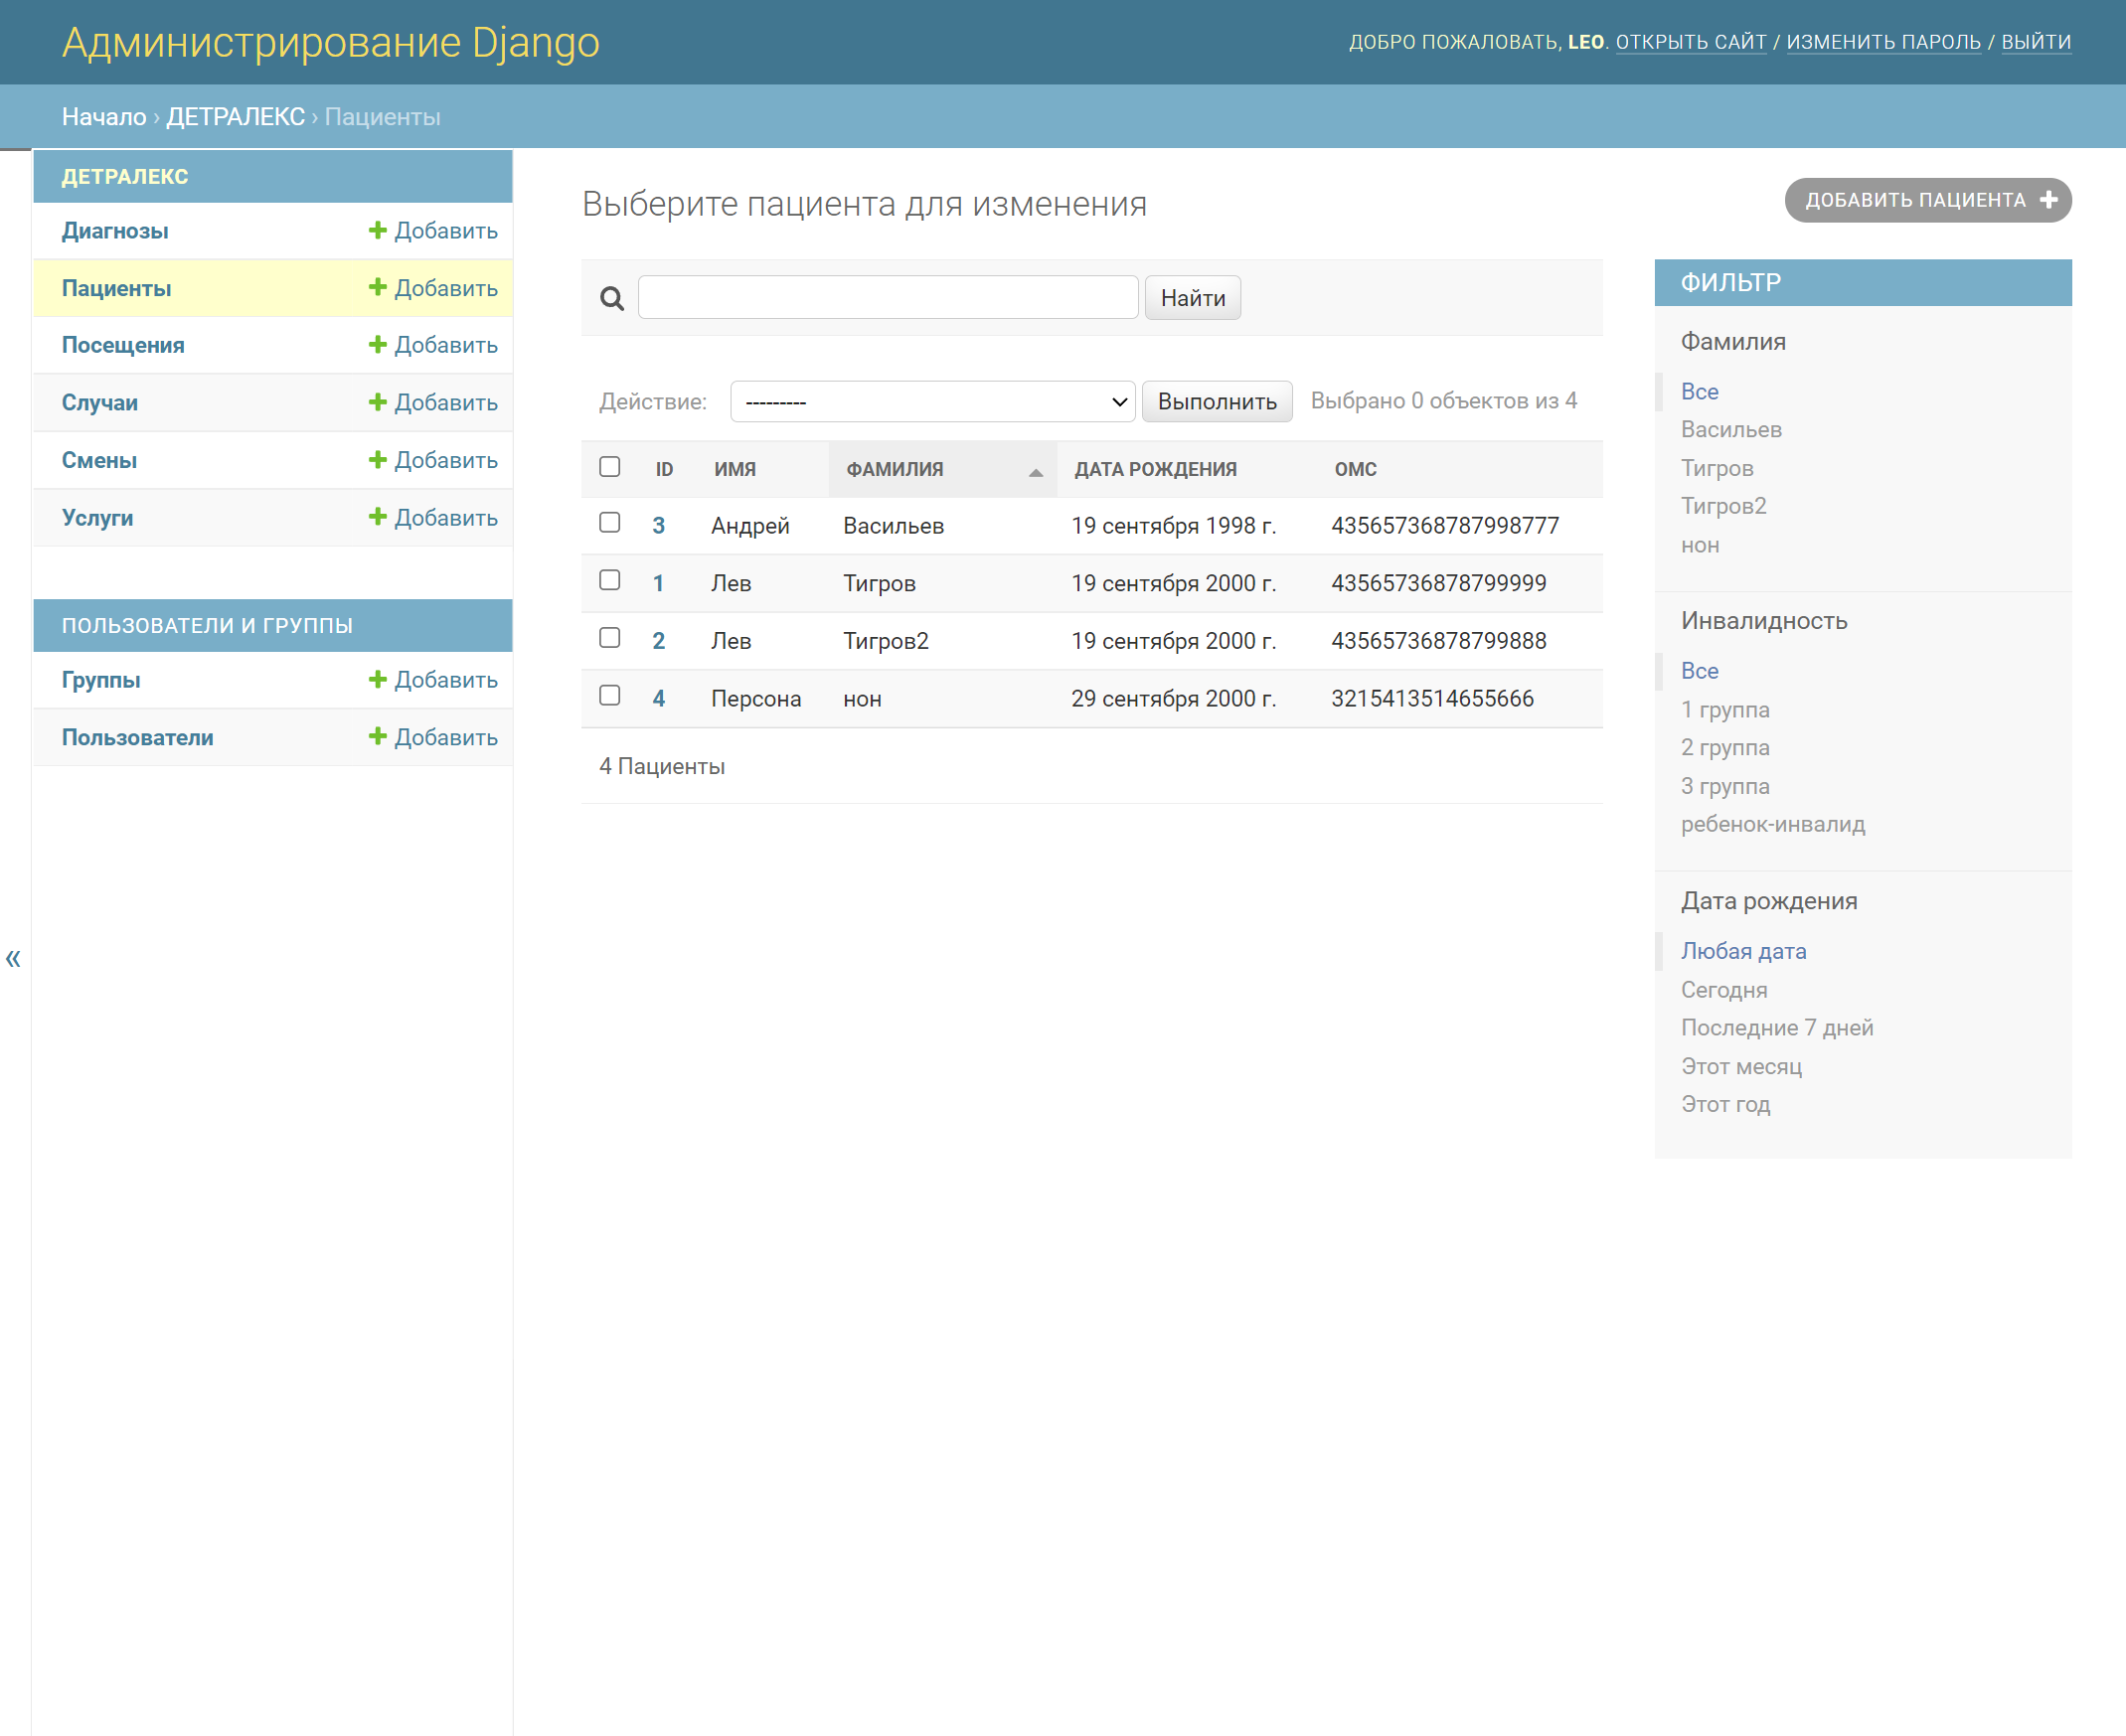 Администрирование Django
ДОБРО ПОЖАЛОВАТЬ, LEO. ОТКРЫТЬ САЙТ / ИЗМЕНИТЬ ПАРОЛЬ / ВЫЙТИ
Начало › ДЕТРАЛЕКС › Пациенты
ДЕТРАЛЕКС
Диагнозы Добавить
Пациенты Добавить
Посещения Добавить
Случаи Добавить
Смены Добавить
Услуги Добавить
ПОЛЬЗОВАТЕЛИ И ГРУППЫ
Группы Добавить
Пользователи Добавить
«
Выберите пациента для изменения
ДОБАВИТЬ ПАЦИЕНТА
Найти
Действие: --------- Выполнить Выбрано 0 объектов из 4
ID ИМЯ ФАМИЛИЯ ДАТА РОЖДЕНИЯ ОМС
3 Андрей Васильев 19 сентября 1998 г. 435657368787998777
1 Лев Тигров 19 сентября 2000 г. 43565736878799999
2 Лев Тигров2 19 сентября 2000 г. 43565736878799888
4 Персона нон 29 сентября 2000 г. 3215413514655666
4 Пациенты
ФИЛЬТР
Фамилия
Все
Васильев
Тигров
Тигров2
нон
Инвалидность
Все
1 группа
2 группа
3 группа
ребенок-инвалид
Дата рождения
Любая дата
Сегодня
Последние 7 дней
Этот месяц
Этот год